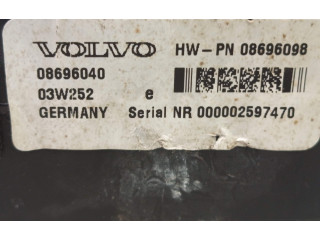 VOLVO HW-PN 08696098
08696040
03W252 e
GERMANY Serial NR 000002597470